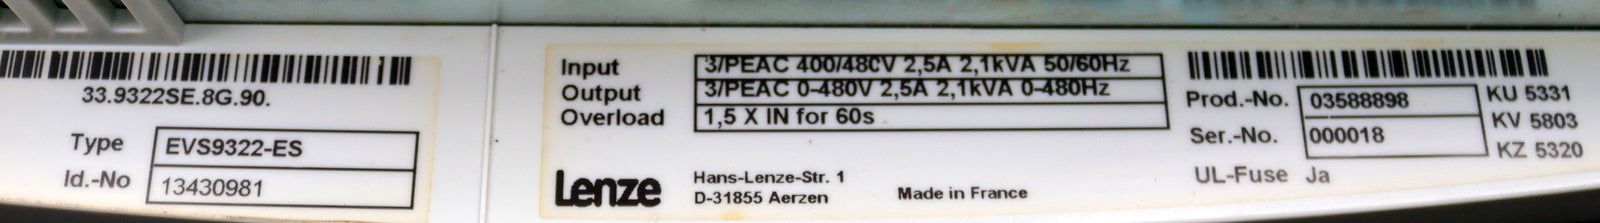 33.9322SE.8G.90.
Type EVS9322-ES
Id.-No 13430981
Input 3/PEAC 400/480V 2,5A 2,1kVA 50/60Hz
Output 3/PEAC 0-480V 2,5A 2,1kVA 0-480Hz
Overload 1,5 X IN for 60s
Lenze
Hans-Lenze-Str. 1
D-31855 Aerzen
Made in France
Prod.-No. 03588898
Ser.-No. 000018
UL-Fuse Ja
KU 5331
KV 5803
KZ 5320